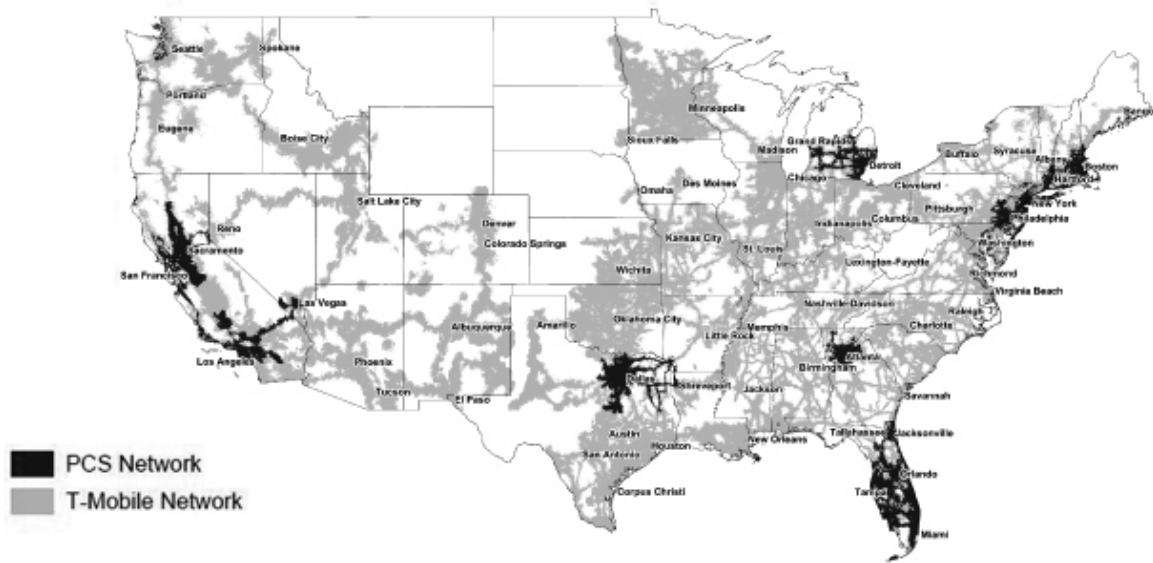 Seattle
Spokane
Portland
Eugene
Boise City
Minneapolis
Sioux Falls
Madison
Grand Rapids
Detroit
Buffalo
Syracuse
Albany
Boston
Hartford
Chicago
Cleveland
New York
Omaha
Des Moines
Salt Lake City
Reno
Denver
Pittsburgh
Philadelphia
Indianapolis
Columbus
Colorado Springs
Kansas City
Sacramento
St. Louis
Washington
San Francisco
Lexington-Fayette
Wichita
Richmond
Virginia Beach
Las Vegas
Nashville-Davidson
Raleigh
Oklahoma City
Albuquerque
Amarillo
Memphis
Charlotte
Little Rock
Los Angeles
Phoenix
Atlanta
Birmingham
Dallas
Shreveport
Tucson
Jackson
El Paso
Savannah
Austin
Tallahassee
Jacksonville
New Orleans
Houston
San Antonio
Orlando
Tampa
Corpus Christi
Miami
PCS Network
T-Mobile Network